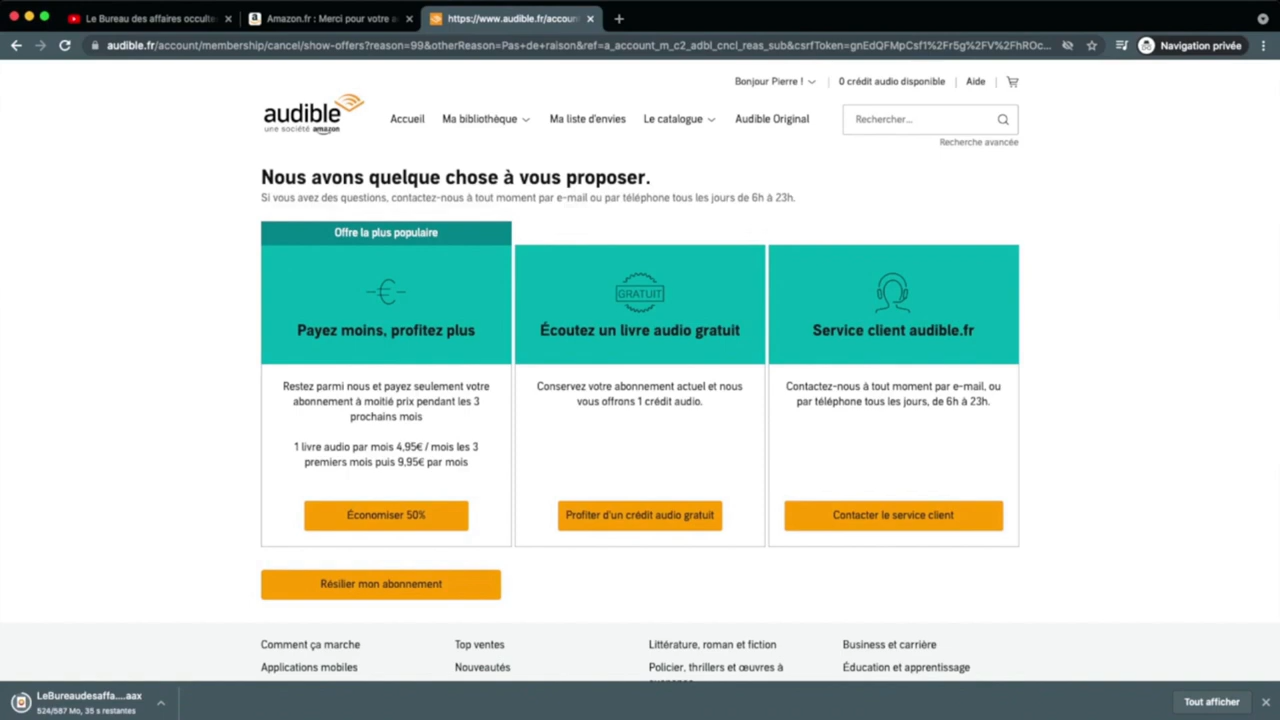 Le Bureau des affaires occulte
Amazon.fr : Merci pour votre a
https://www.audible.fr/accoun
audible.fr/account/membership/cancel/show-offers?reason=99&otherReason=Pas+de+raison&ref=a_account_m_c2_adbl_cncl_reas_sub&csrfToken=gnEdQFMpCsf1%2Fr5g%2FV%2FhROc...
Navigation privée
Bonjour Pierre !
0 crédit audio disponible
Aide
audible
une société amazon
Accueil
Ma bibliothèque
Ma liste d'envies
Le catalogue
Audible Original
Rechercher...
Recherche avancée
Nous avons quelque chose à vous proposer.
Si vous avez des questions, contactez-nous à tout moment par e-mail ou par téléphone tous les jours de 6h à 23h.
Offre la plus populaire
€
Payez moins, profitez plus
Restez parmi nous et payez seulement votre
abonnement à moitié prix pendant les 3
prochains mois
1 livre audio par mois 4,95€ / mois les 3
premiers mois puis 9,95€ par mois
Économiser 50%
GRATUIT
Écoutez un livre audio gratuit
Conservez votre abonnement actuel et nous
vous offrons 1 crédit audio.
Profiter d'un crédit audio gratuit
Service client audible.fr
Contactez-nous à tout moment par e-mail, ou
par téléphone tous les jours, de 6h à 23h.
Contacter le service client
Résilier mon abonnement
Comment ça marche
Top ventes
Littérature, roman et fiction
Business et carrière
Applications mobiles
Nouveautés
Policier, thrillers et œuvres à
Éducation et apprentissage
LeBureaudesaffa....aax
524/587 Mo, 35 s restantes
Tout afficher